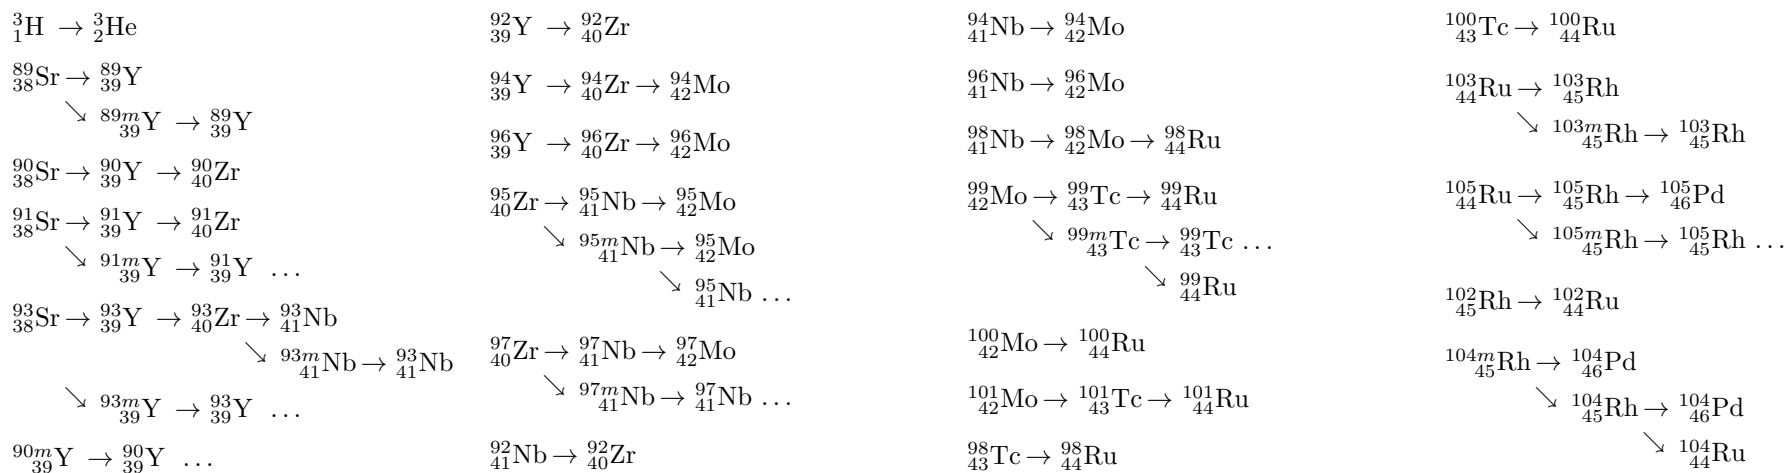 ³₁H → ³₂He
⁸⁹₃₈Sr → ⁸⁹₃₉Y
↘ ⁸⁹ᵐ₃₉Y → ⁸⁹₃₉Y
⁹⁰₃₈Sr → ⁹⁰₃₉Y → ⁹⁰₄₀Zr
⁹¹₃₈Sr → ⁹¹₃₉Y → ⁹¹₄₀Zr
↘ ⁹¹ᵐ₃₉Y → ⁹¹₃₉Y …
⁹³₃₈Sr → ⁹³₃₉Y → ⁹³₄₀Zr → ⁹³₄₁Nb
↘ ⁹³ᵐ₄₁Nb → ⁹³₄₁Nb
↘ ⁹³ᵐ₃₉Y → ⁹³₃₉Y …
⁹⁰ᵐ₃₉Y → ⁹⁰₃₉Y …
⁹²₃₉Y → ⁹²₄₀Zr
⁹⁴₃₉Y → ⁹⁴₄₀Zr → ⁹⁴₄₂Mo
⁹⁶₃₉Y → ⁹⁶₄₀Zr → ⁹⁶₄₂Mo
⁹⁵₄₀Zr → ⁹⁵₄₁Nb → ⁹⁵₄₂Mo
↘ ⁹⁵ᵐ₄₁Nb → ⁹⁵₄₂Mo
↘ ⁹⁵₄₁Nb …
⁹⁷₄₀Zr → ⁹⁷₄₁Nb → ⁹⁷₄₂Mo
↘ ⁹⁷ᵐ₄₁Nb → ⁹⁷₄₁Nb …
⁹²₄₁Nb → ⁹²₄₀Zr
⁹⁴₄₁Nb → ⁹⁴₄₂Mo
⁹⁶₄₁Nb → ⁹⁶₄₂Mo
⁹⁸₄₁Nb → ⁹⁸₄₂Mo → ⁹⁸₄₄Ru
⁹⁹₄₂Mo → ⁹⁹₄₃Tc → ⁹⁹₄₄Ru
↘ ⁹⁹ᵐ₄₃Tc → ⁹⁹₄₃Tc …
↘ ⁹⁹₄₄Ru
¹⁰⁰₄₂Mo → ¹⁰⁰₄₄Ru
¹⁰¹₄₂Mo → ¹⁰¹₄₃Tc → ¹⁰¹₄₄Ru
⁹⁸₄₃Tc → ⁹⁸₄₄Ru
¹⁰⁰₄₃Tc → ¹⁰⁰₄₄Ru
¹⁰³₄₄Ru → ¹⁰³₄₅Rh
↘ ¹⁰³ᵐ₄₅Rh → ¹⁰³₄₅Rh
¹⁰⁵₄₄Ru → ¹⁰⁵₄₅Rh → ¹⁰⁵₄₆Pd
↘ ¹⁰⁵ᵐ₄₅Rh → ¹⁰⁵₄₅Rh …
¹⁰²₄₅Rh → ¹⁰²₄₄Ru
¹⁰⁴ᵐ₄₅Rh → ¹⁰⁴₄₆Pd
↘ ¹⁰⁴₄₅Rh → ¹⁰⁴₄₆Pd
↘ ¹⁰⁴₄₄Ru